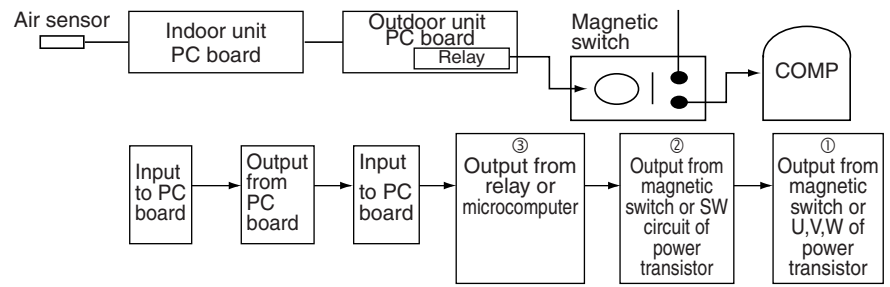 Air sensor
Indoor unit
PC board
Outdoor unit
PC board
Relay
Magnetic
switch
COMP
Input
to PC
board
Output
from
PC
board
Input
to PC
board
③
Output from
relay or
microcomputer
②
Output from
magnetic
switch or SW
circuit of
power
transistor
①
Output from
magnetic
switch or
U,V,W of
power
transistor